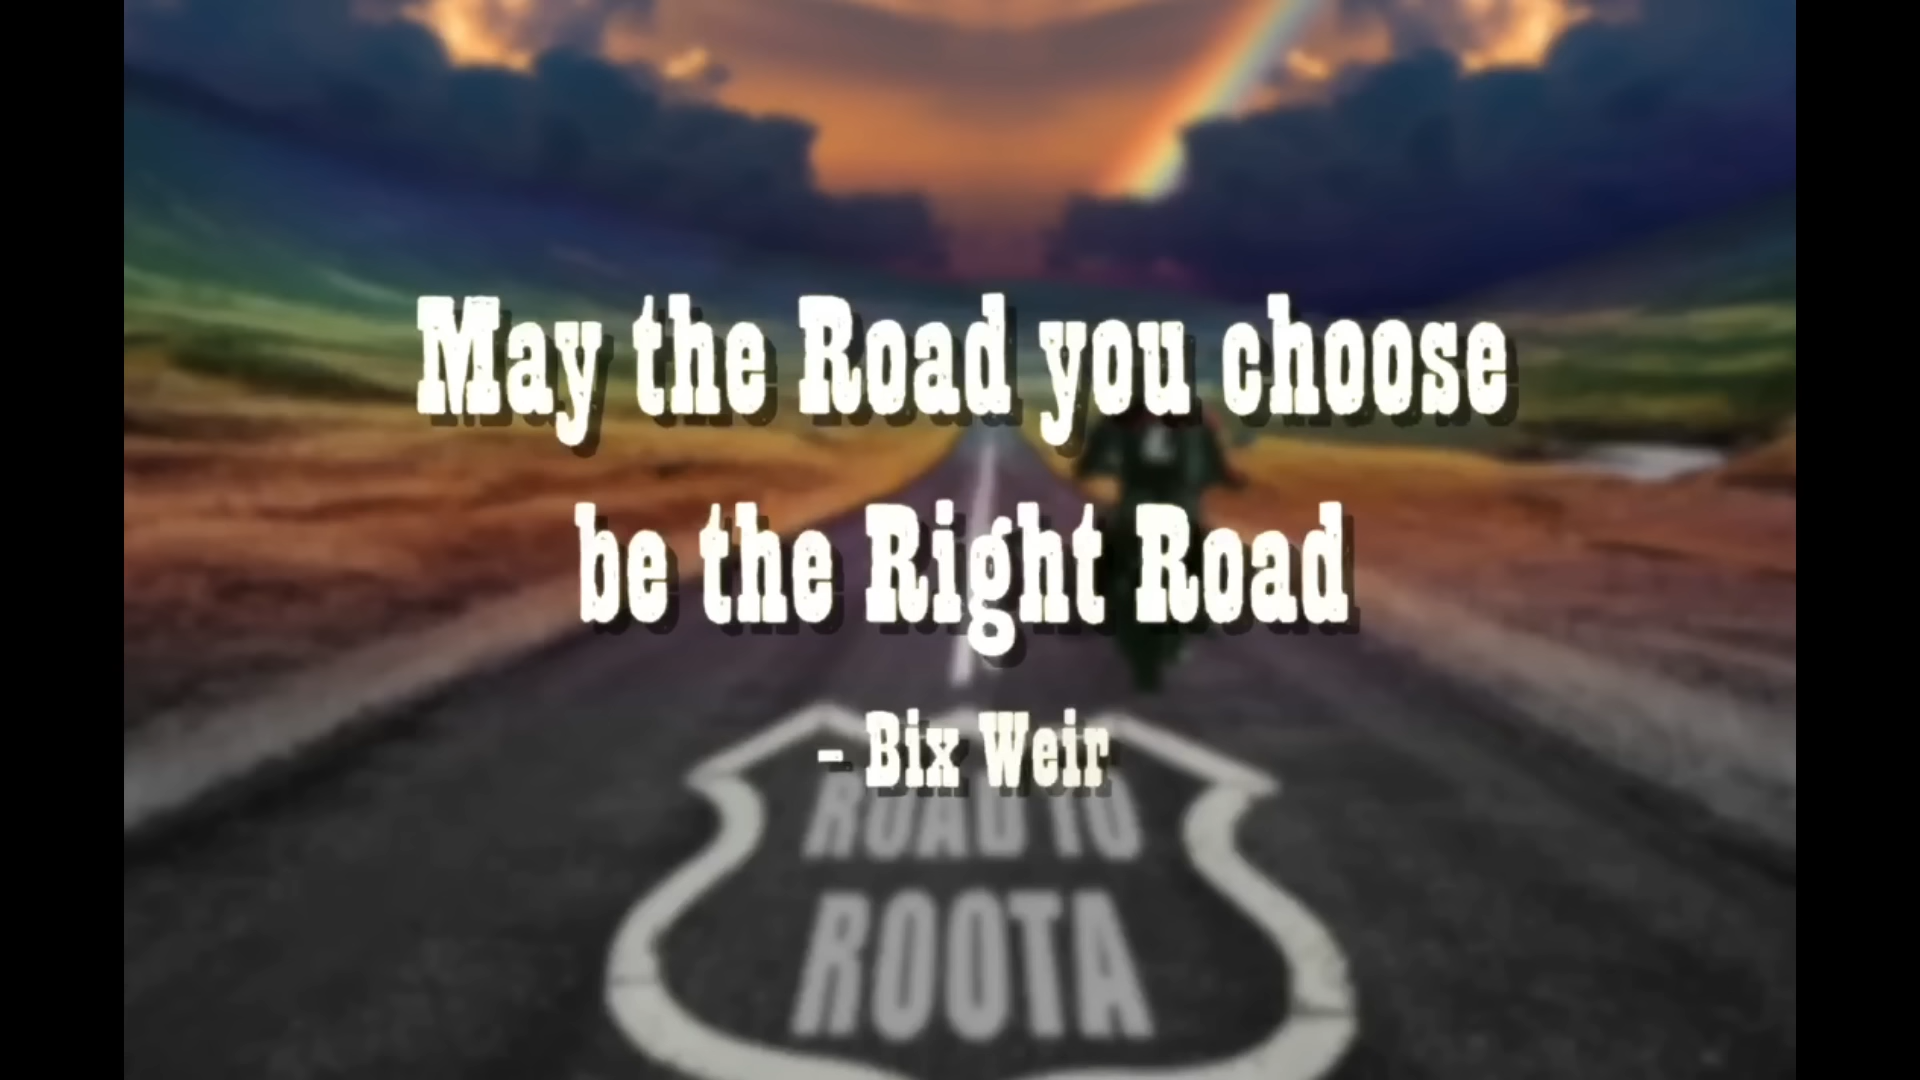 May the Road you choose
be the Right Road
- Bix Weir
ROAD TO
ROOTA